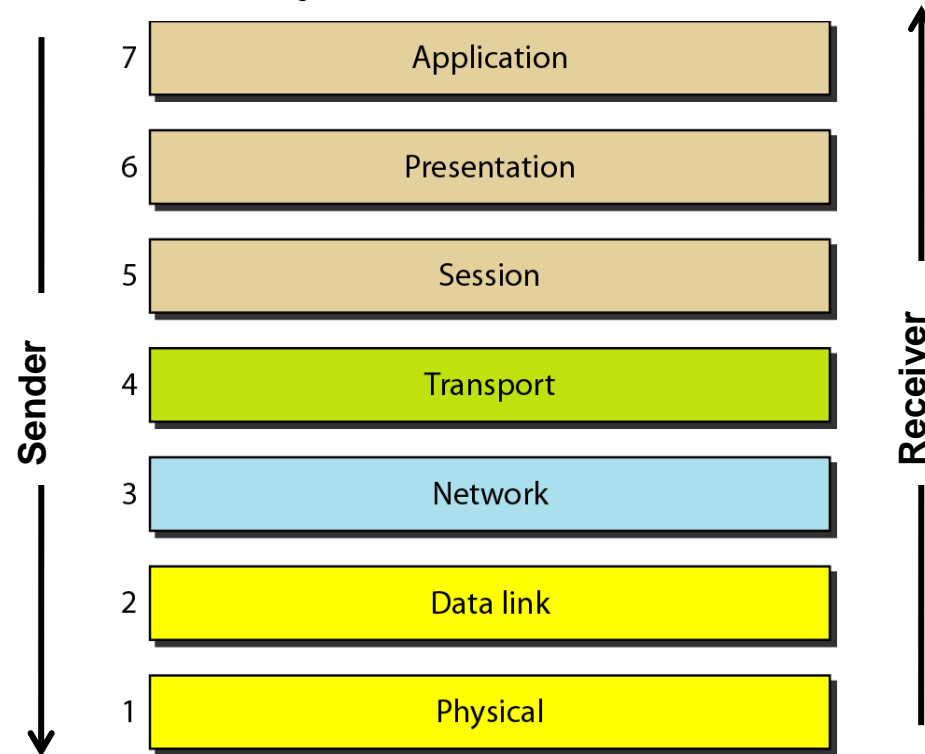 7 Application
6 Presentation
5 Session
4 Transport
3 Network
2 Data link
1 Physical
Sender
Receiver